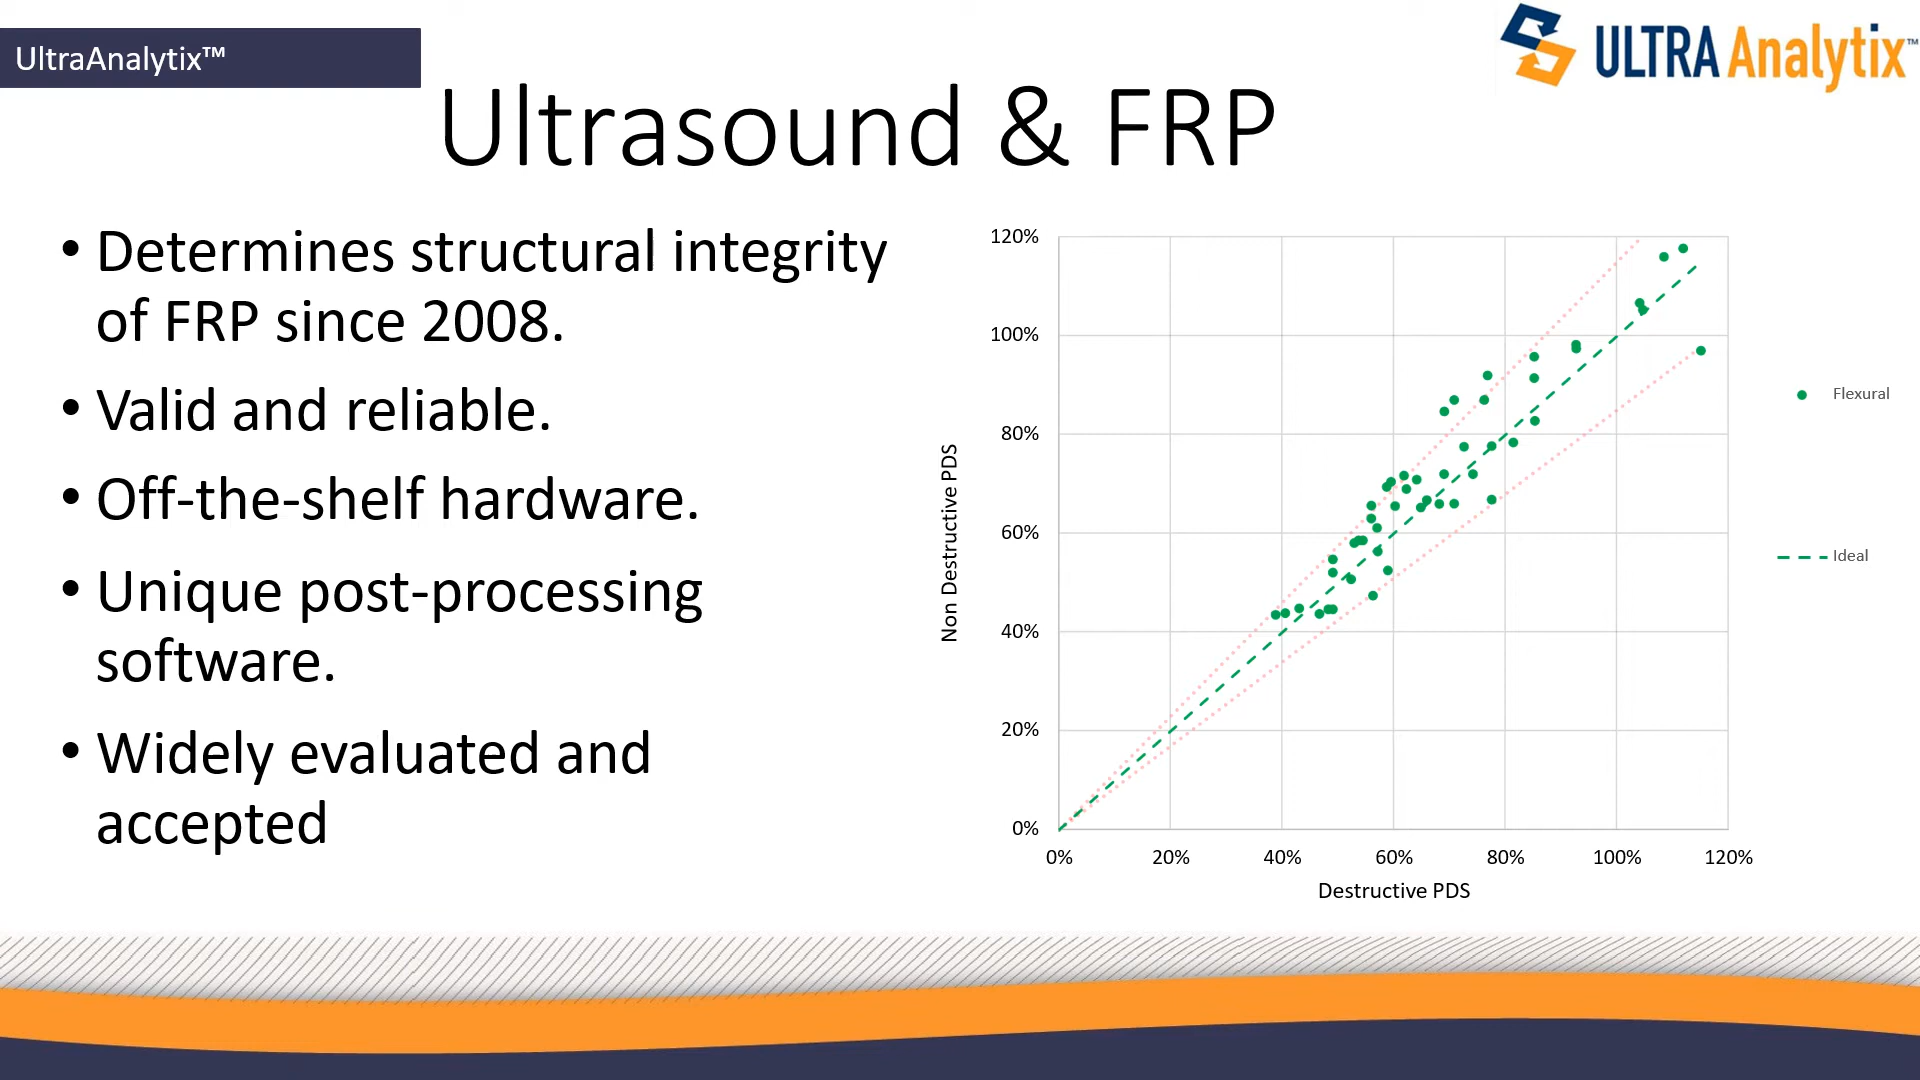 UltraAnalytix™
ULTRA Analytix™
Ultrasound & FRP
• Determines structural integrity
of FRP since 2008.
• Valid and reliable.
• Off-the-shelf hardware.
• Unique post-processing
software.
• Widely evaluated and
accepted
120%
100%
80%
60%
40%
20%
0%
Non Destructive PDS
0% 20% 40% 60% 80% 100% 120%
Destructive PDS
Flexural
Ideal